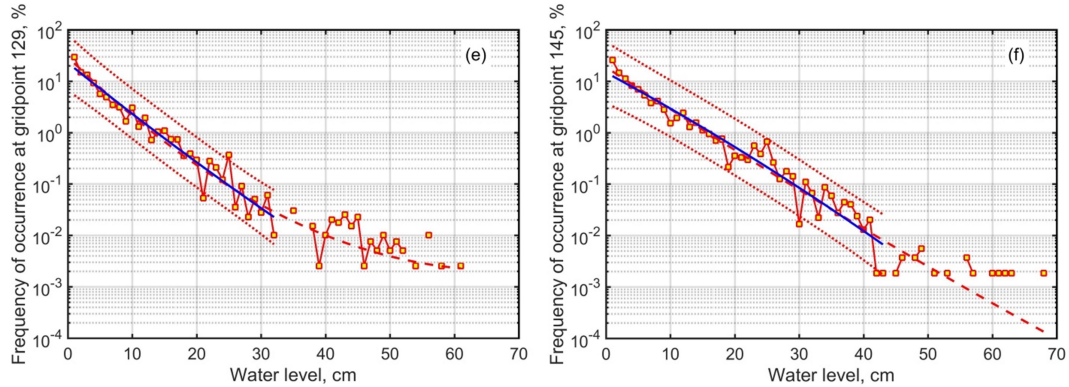 Frequency of occurrence at gridpoint 129, %
10^2
10^1
10^0
10^-1
10^-2
10^-3
10^-4
(e)
0 10 20 30 40 50 60 70
Water level, cm
Frequency of occurrence at gridpoint 145, %
10^2
10^1
10^0
10^-1
10^-2
10^-3
10^-4
(f)
0 10 20 30 40 50 60 70
Water level, cm